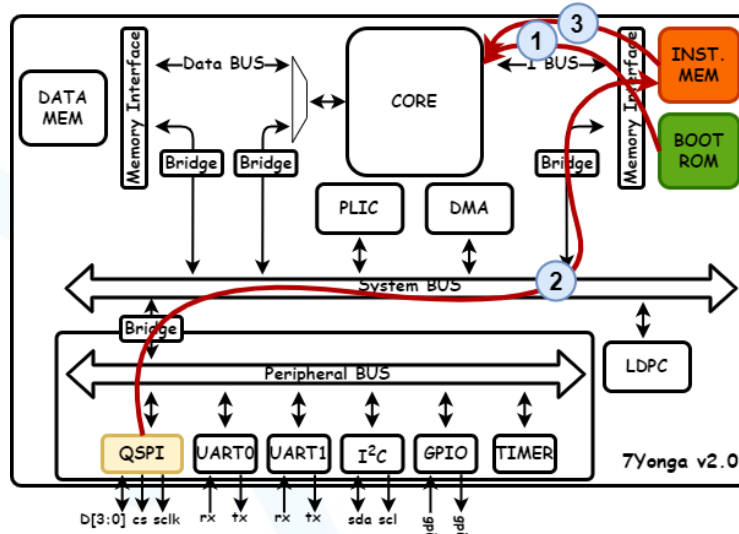 1
3
Data BUS
I BUS
Memory Interface
Memory Interface
INST.
MEM
DATA
MEM
CORE
BOOT
ROM
Bridge
Bridge
Bridge
PLIC
DMA
2
System BUS
Bridge
Peripheral BUS
LDPC
QSPI
UART0
UART1
I²C
GPIO
TIMER
7Yonga v2.0
D[3:0] cs sclk
rx
tx
rx
tx
sda scl